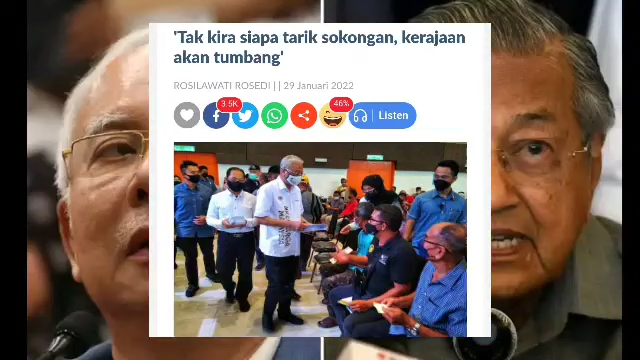 'Tak kira siapa tarik sokongan, kerajaan
akan tumbang'
ROSILAWATI ROSEDI | | 29 Januari 2022
3.5K
46%
Listen